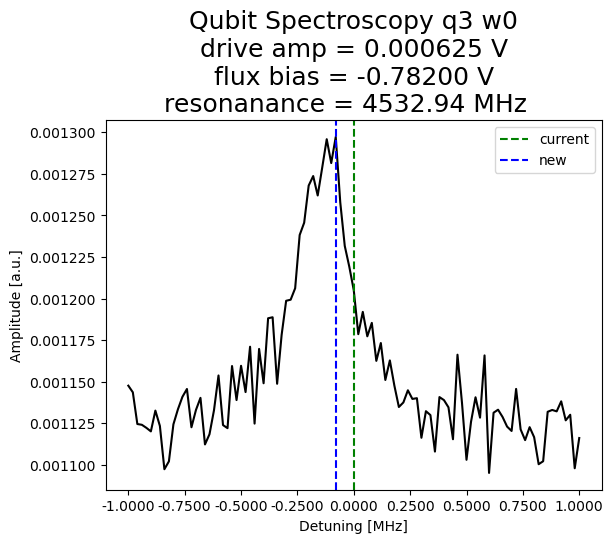 Qubit Spectroscopy q3 w0
drive amp = 0.000625 V
flux bias = -0.78200 V
resonanance = 4532.94 MHz
current
new
0.001300
0.001275
0.001250
0.001225
0.001200
0.001175
0.001150
0.001125
0.001100
Amplitude [a.u.]
-1.0000 -0.7500 -0.5000 -0.2500 0.0000 0.2500 0.5000 0.7500 1.0000
Detuning [MHz]